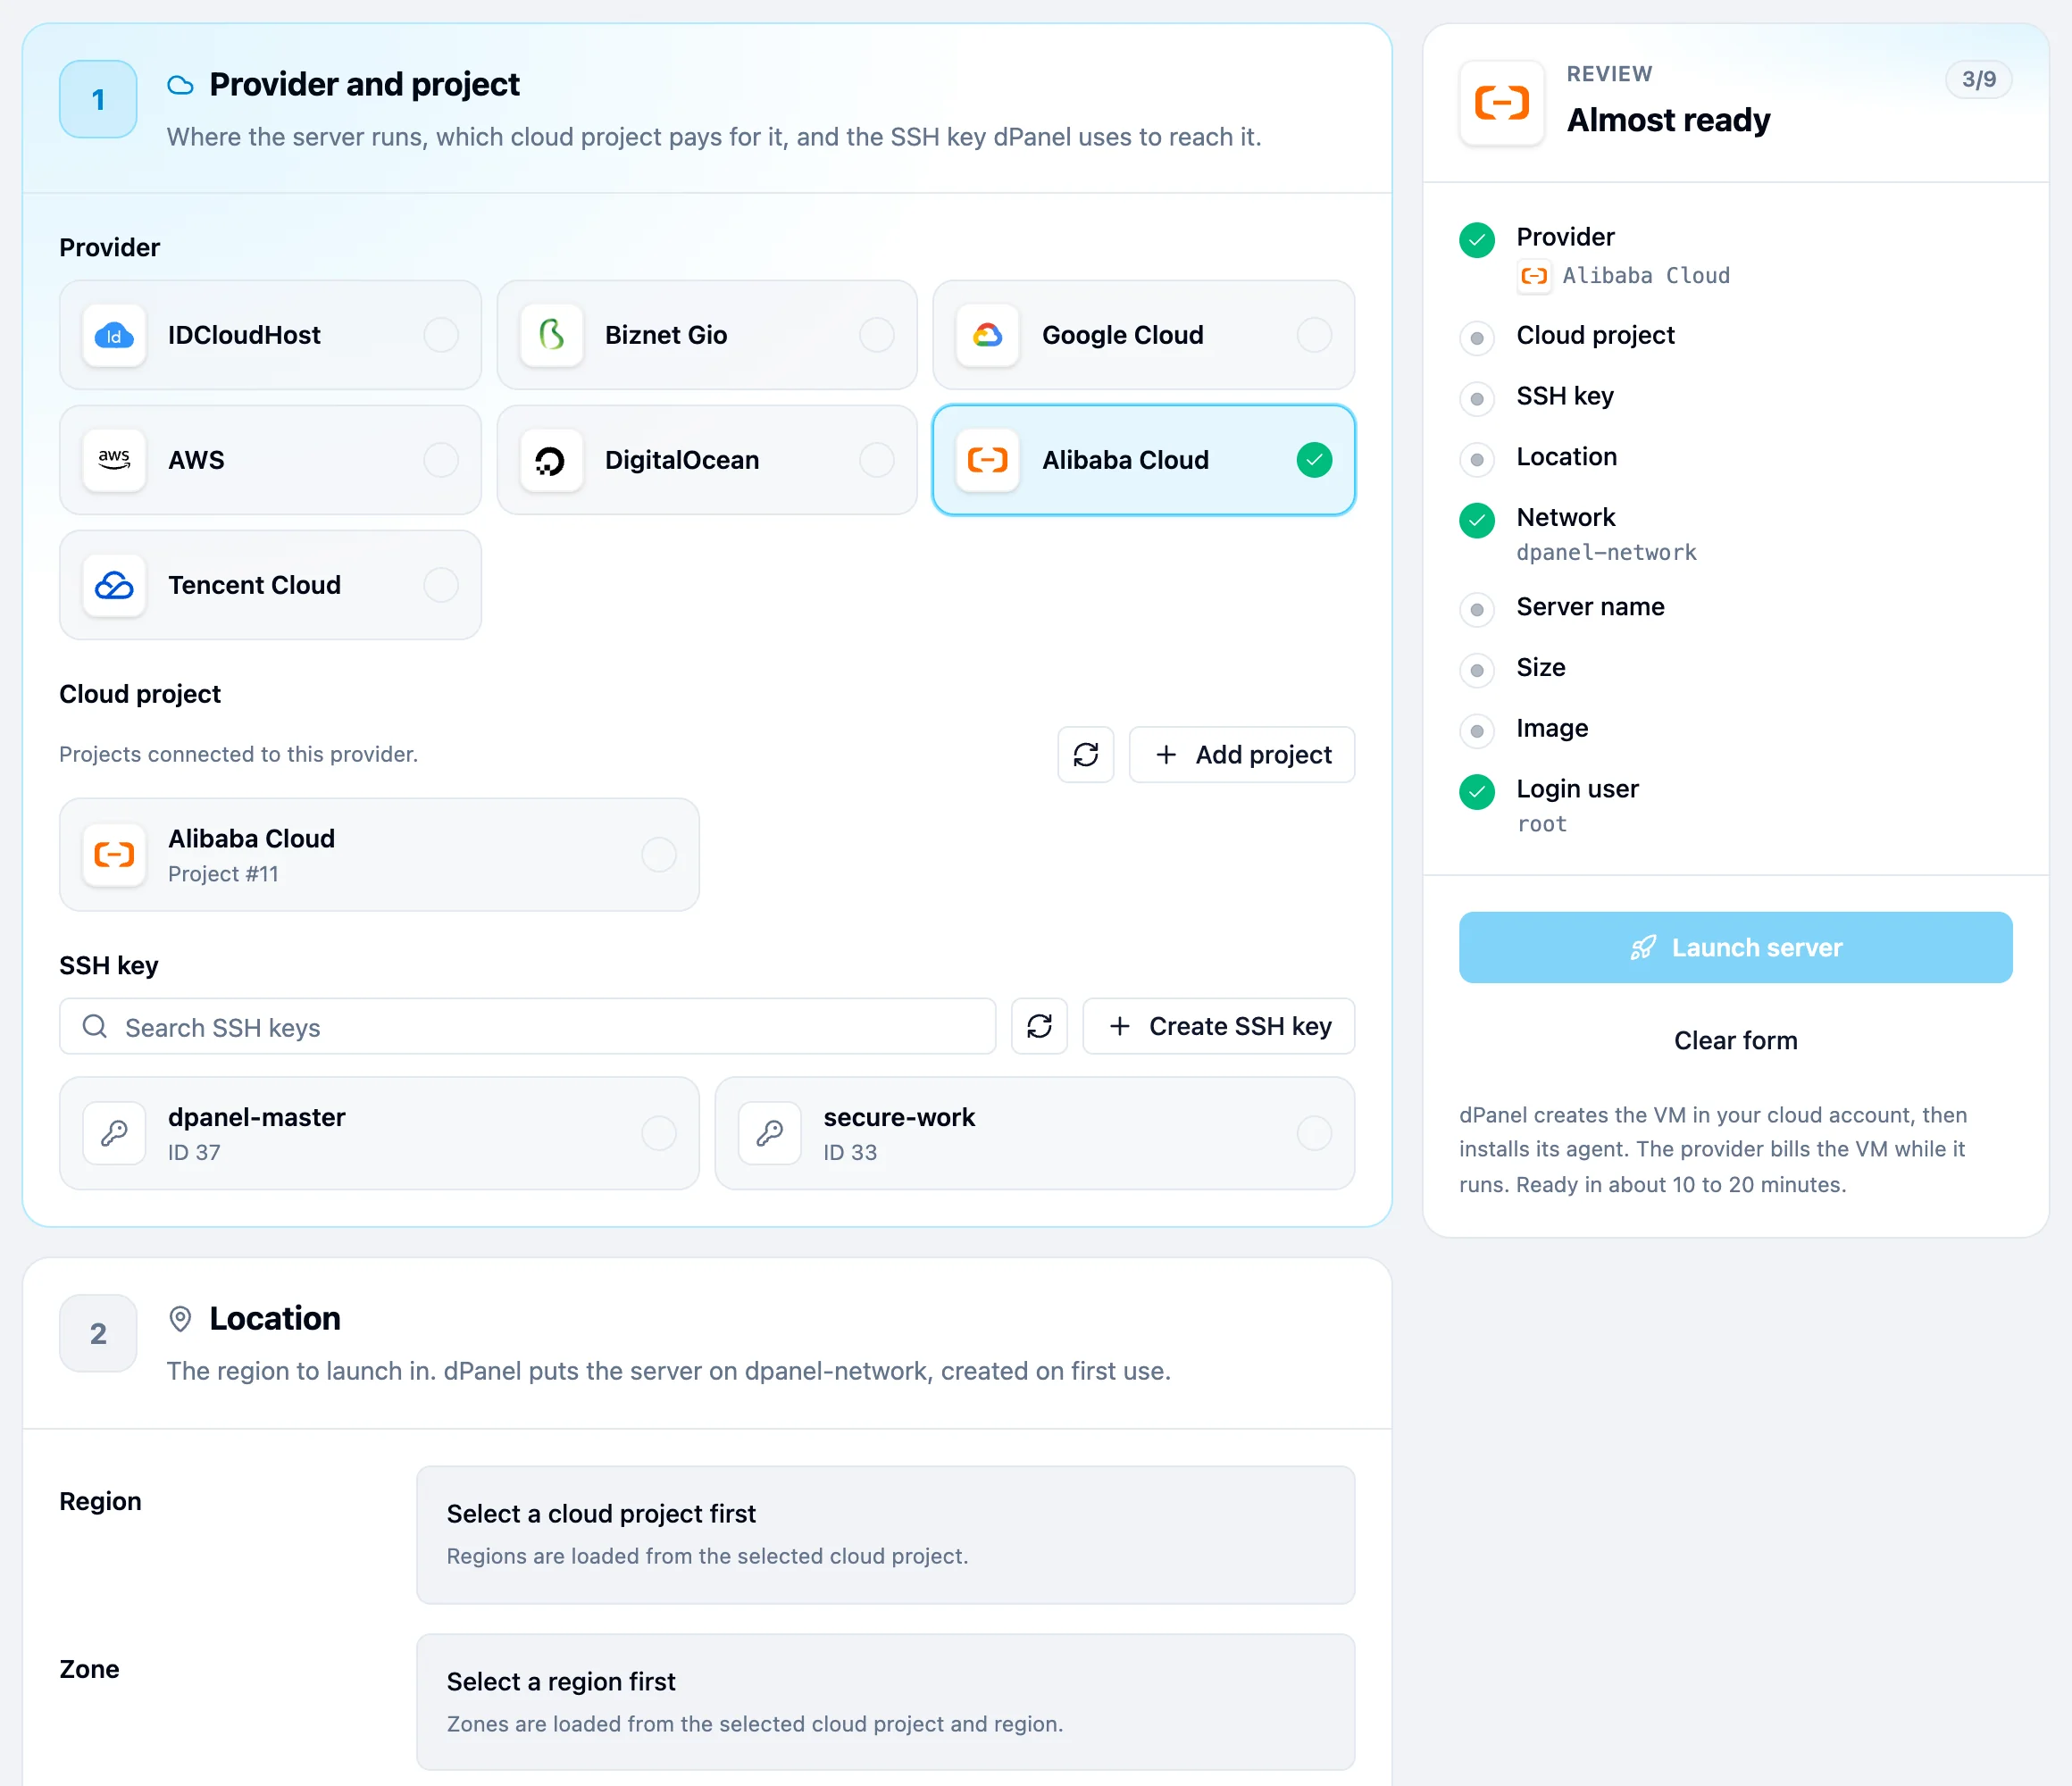 1
Provider and project
Where the server runs, which cloud project pays for it, and the SSH key dPanel uses to reach it.
Provider
Id
IDCloudHost
Biznet Gio
Google Cloud
aws
AWS
DigitalOcean
Alibaba Cloud
Tencent Cloud
Cloud project
Projects connected to this provider.
Add project
Alibaba Cloud
Project #11
SSH key
Search SSH keys
Create SSH key
dpanel-master
ID 37
secure-work
ID 33
2
Location
The region to launch in. dPanel puts the server on dpanel-network, created on first use.
Region
Select a cloud project first
Regions are loaded from the selected cloud project.
Zone
Select a region first
Zones are loaded from the selected cloud project and region.
REVIEW
3/9
Almost ready
Provider
Alibaba Cloud
Cloud project
SSH key
Location
Network
dpanel-network
Server name
Size
Image
Login user
root
Launch server
Clear form
dPanel creates the VM in your cloud account, then
installs its agent. The provider bills the VM while it
runs. Ready in about 10 to 20 minutes.